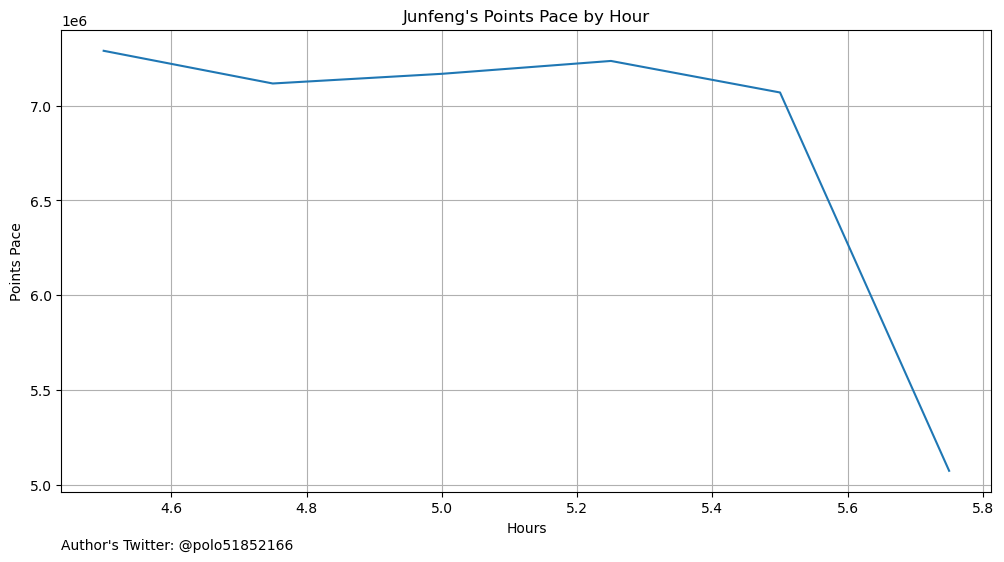 Junfeng's Points Pace by Hour
1e6
7.0
6.5
6.0
5.5
5.0
Points Pace
4.6 4.8 5.0 5.2 5.4 5.6 5.8
Hours
Author's Twitter: @polo51852166